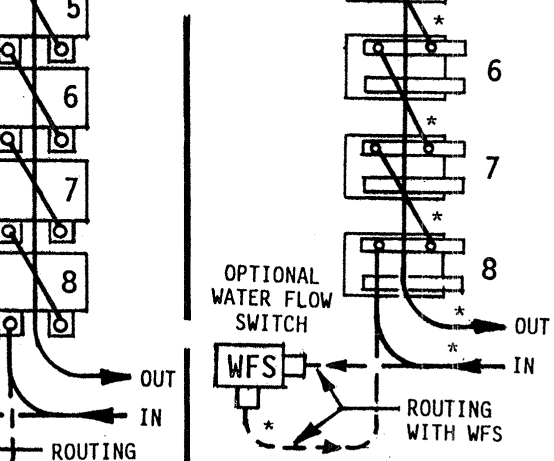 5
6
7
8
OUT
IN
ROUTING
*
6
*
7
*
8
OPTIONAL
WATER FLOW
SWITCH
*
OUT
*
IN
WFS
ROUTING
WITH WFS
*